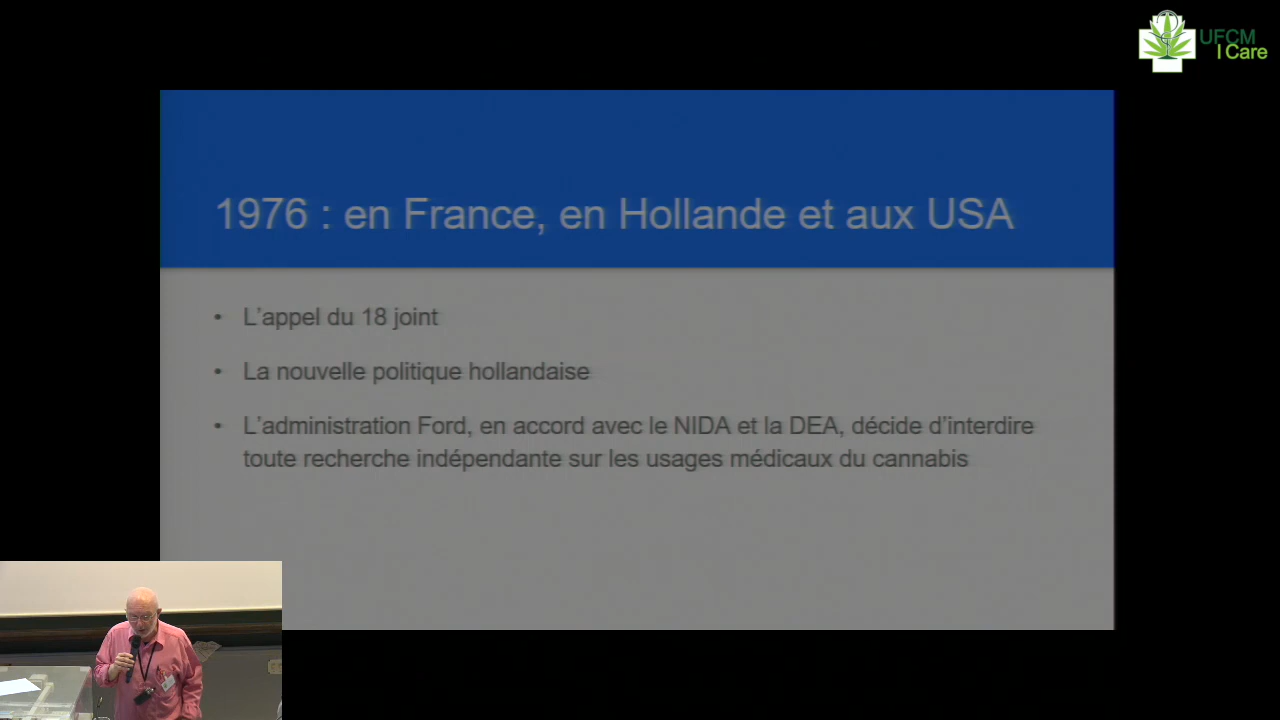 UFCM
I Care
1976 : en France, en Hollande et aux USA
• L’appel du 18 joint
• La nouvelle politique hollandaise
• L’administration Ford, en accord avec le NIDA et la DEA, décide d’interdire
toute recherche indépendante sur les usages médicaux du cannabis